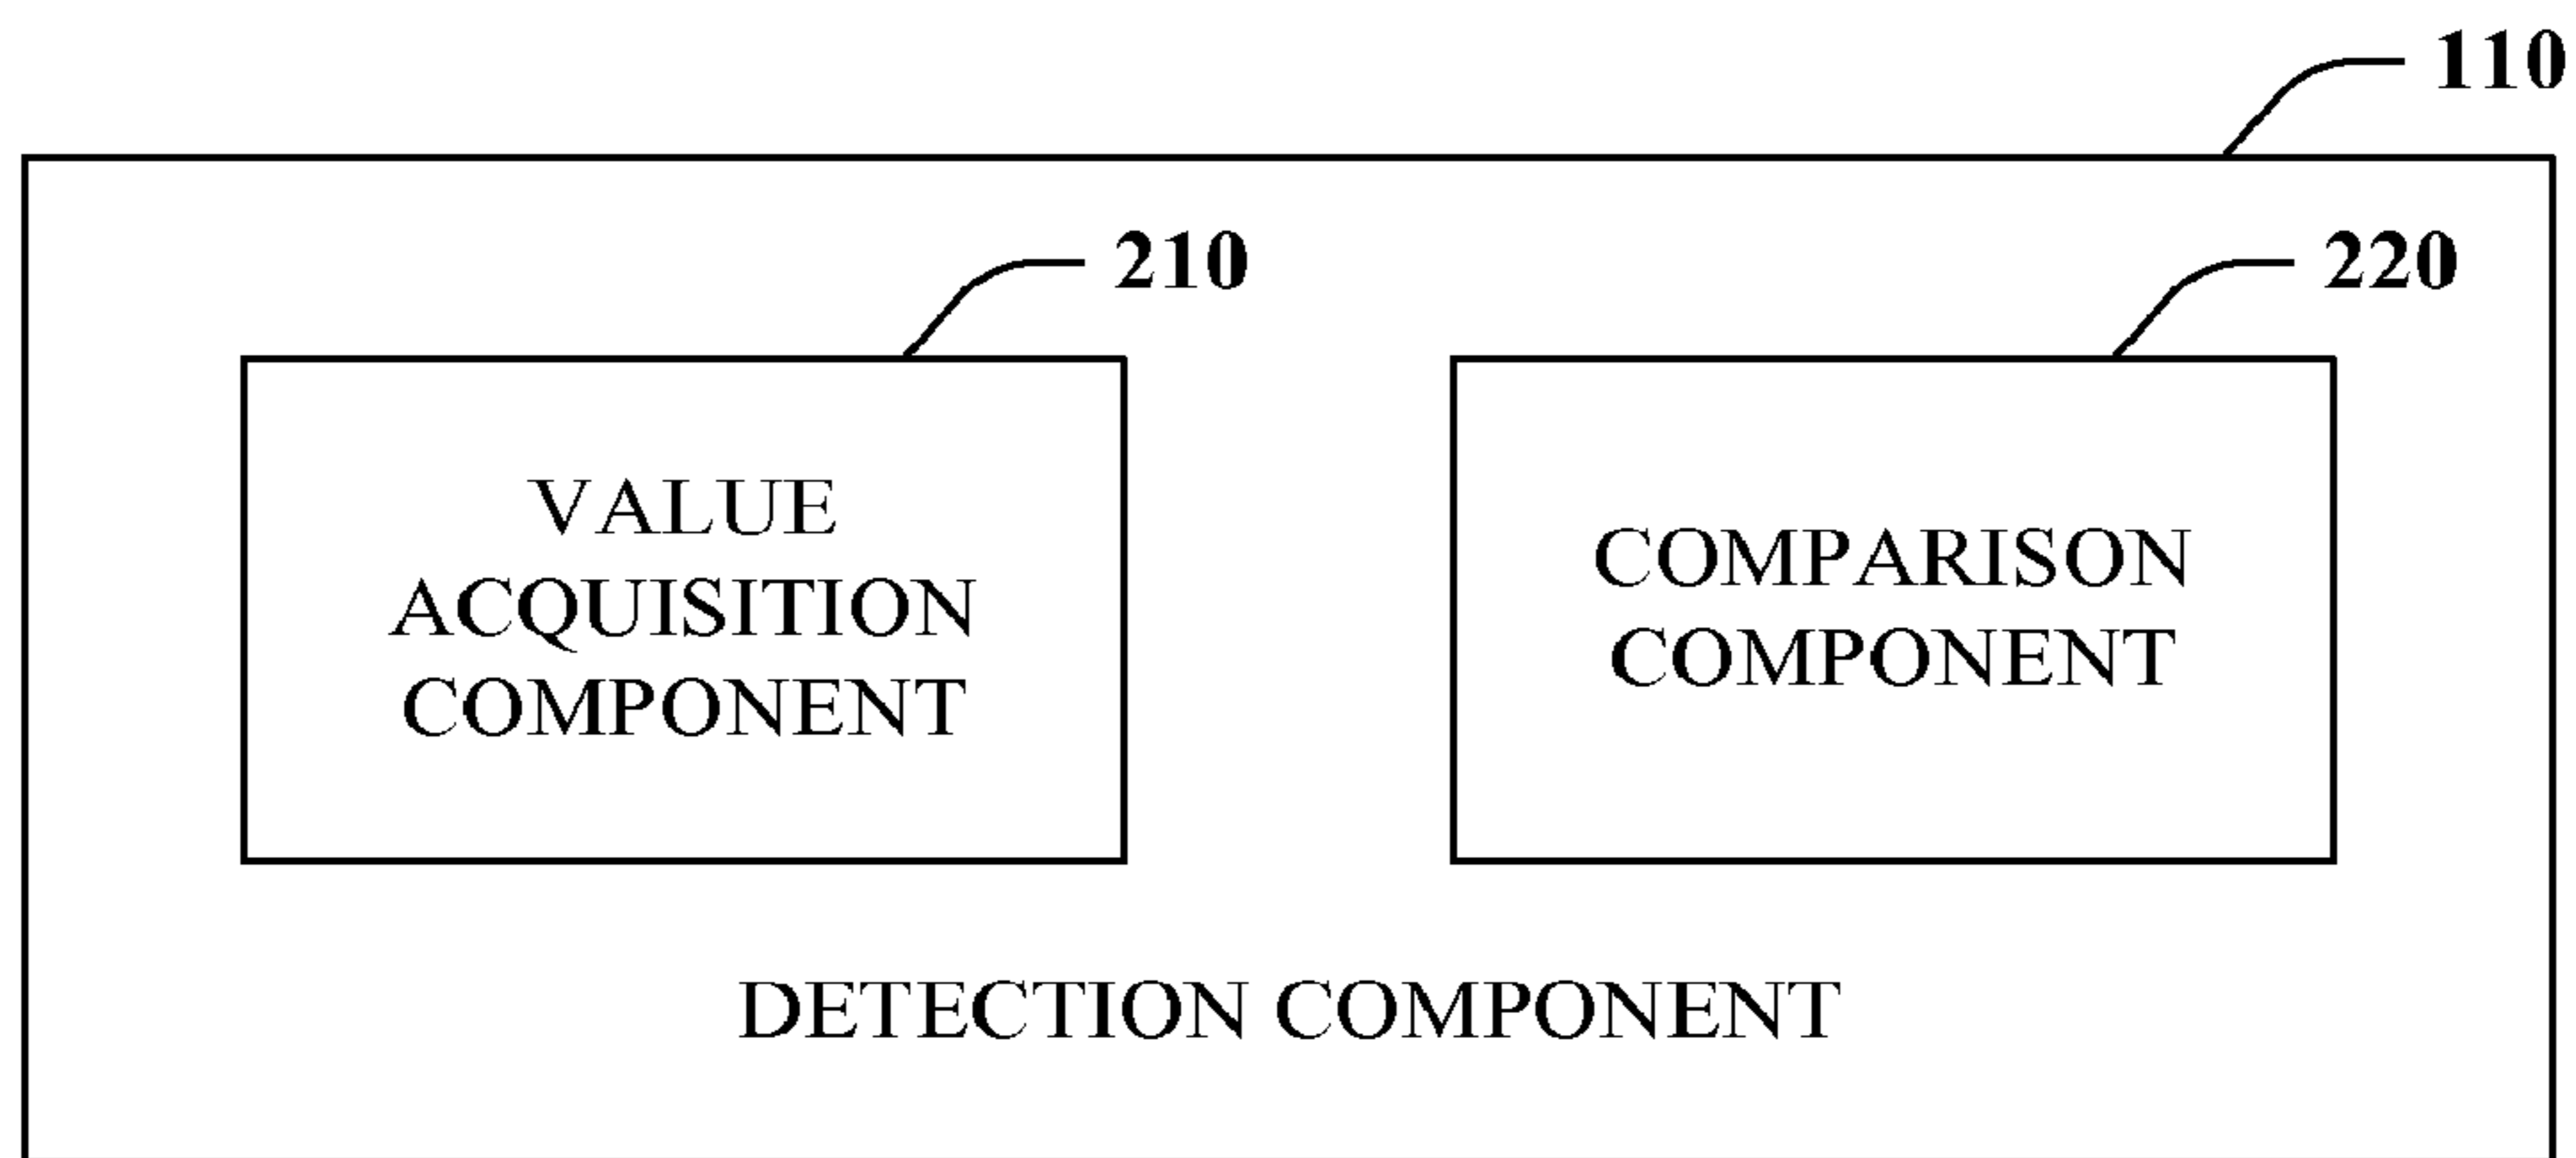 110
210
220
VALUE
ACQUISITION
COMPONENT
COMPARISON
COMPONENT
DETECTION COMPONENT